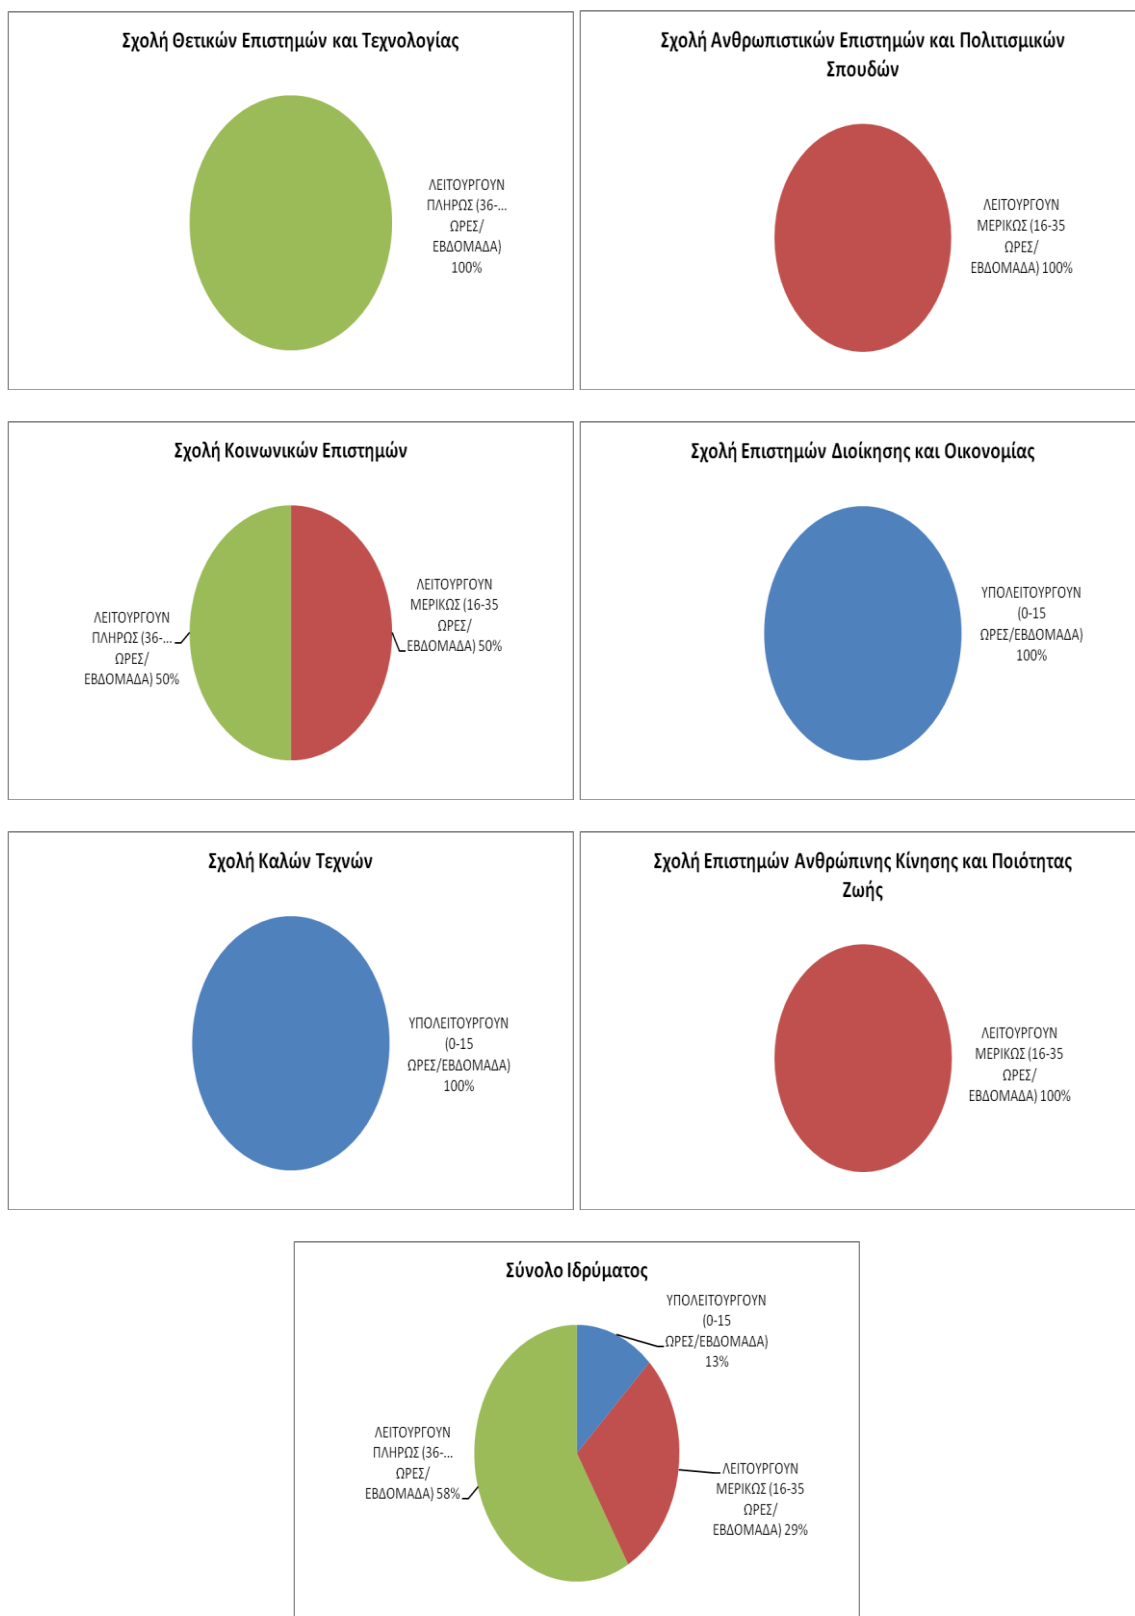 Σχολή Θετικών Επιστημών και Τεχνολογίας
ΛΕΙΤΟΥΡΓΟΥΝ
ΠΛΗΡΩΣ (36-...
ΩΡΕΣ/
ΕΒΔΟΜΑΔΑ)
100%
Σχολή Ανθρωπιστικών Επιστημών και Πολιτισμικών
Σπουδών
ΛΕΙΤΟΥΡΓΟΥΝ
ΜΕΡΙΚΩΣ (16-35
ΩΡΕΣ/
ΕΒΔΟΜΑΔΑ) 100%
Σχολή Κοινωνικών Επιστημών
ΛΕΙΤΟΥΡΓΟΥΝ
ΠΛΗΡΩΣ (36-...
ΩΡΕΣ/
ΕΒΔΟΜΑΔΑ) 50%
ΛΕΙΤΟΥΡΓΟΥΝ
ΜΕΡΙΚΩΣ (16-35
ΩΡΕΣ/
ΕΒΔΟΜΑΔΑ) 50%
Σχολή Επιστημών Διοίκησης και Οικονομίας
ΥΠΟΛΕΙΤΟΥΡΓΟΥΝ
(0-15
ΩΡΕΣ/ΕΒΔΟΜΑΔΑ)
100%
Σχολή Καλών Τεχνών
ΥΠΟΛΕΙΤΟΥΡΓΟΥΝ
(0-15
ΩΡΕΣ/ΕΒΔΟΜΑΔΑ)
100%
Σχολή Επιστημών Ανθρώπινης Κίνησης και Ποιότητας
Ζωής
ΛΕΙΤΟΥΡΓΟΥΝ
ΜΕΡΙΚΩΣ (16-35
ΩΡΕΣ/
ΕΒΔΟΜΑΔΑ) 100%
Σύνολο Ιδρύματος
ΥΠΟΛΕΙΤΟΥΡΓΟΥΝ
(0-15
ΩΡΕΣ/ΕΒΔΟΜΑΔΑ)
13%
ΛΕΙΤΟΥΡΓΟΥΝ
ΠΛΗΡΩΣ (36-...
ΩΡΕΣ/
ΕΒΔΟΜΑΔΑ) 58%
ΛΕΙΤΟΥΡΓΟΥΝ
ΜΕΡΙΚΩΣ (16-35
ΩΡΕΣ/
ΕΒΔΟΜΑΔΑ) 29%